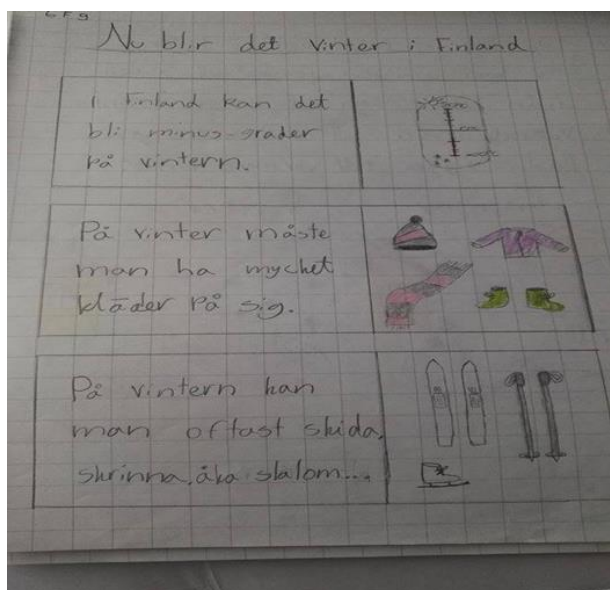 Nu blir det vinter i Finland
I Finland kan det
bli minus-grader
på vintern.
På vinter måste
man ha mychet
kläder på sig.
På vintern kan
man oftast skida,
skrinna, åka slalom...